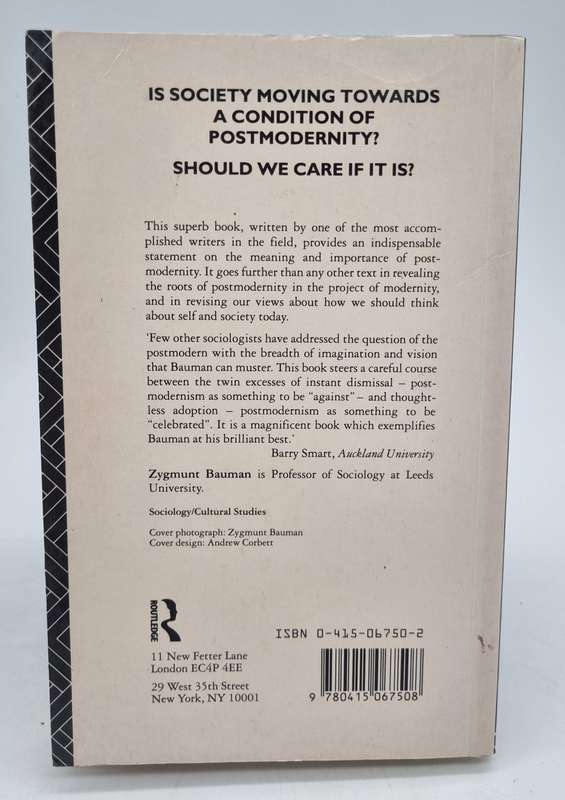 IS SOCIETY MOVING TOWARDS
A CONDITION OF
POSTMODERNITY?
SHOULD WE CARE IF IT IS?
This superb book, written by one of the most accom-
plished writers in the field, provides an indispensable
statement on the meaning and importance of post-
modernity. It goes further than any other text in revealing
the roots of postmodernity in the project of modernity,
and in revising our views about how we should think
about self and society today.
'Few other sociologists have addressed the question of the
postmodern with the breadth of imagination and vision
that Bauman can muster. This book steers a careful course
between the twin excesses of instant dismissal – post-
modernism as something to be "against" – and thought-
less adoption – postmodernism as something to be
"celebrated". It is a magnificent book which exemplifies
Bauman at his brilliant best.'
Barry Smart, Auckland University
Zygmunt Bauman is Professor of Sociology at Leeds
University.
Sociology/Cultural Studies
Cover photograph: Zygmunt Bauman
Cover design: Andrew Corbett
ROUTLEDGE
11 New Fetter Lane
London EC4P 4EE
29 West 35th Street
New York, NY 10001
ISBN 0-415-06750-2
9 780415 067508